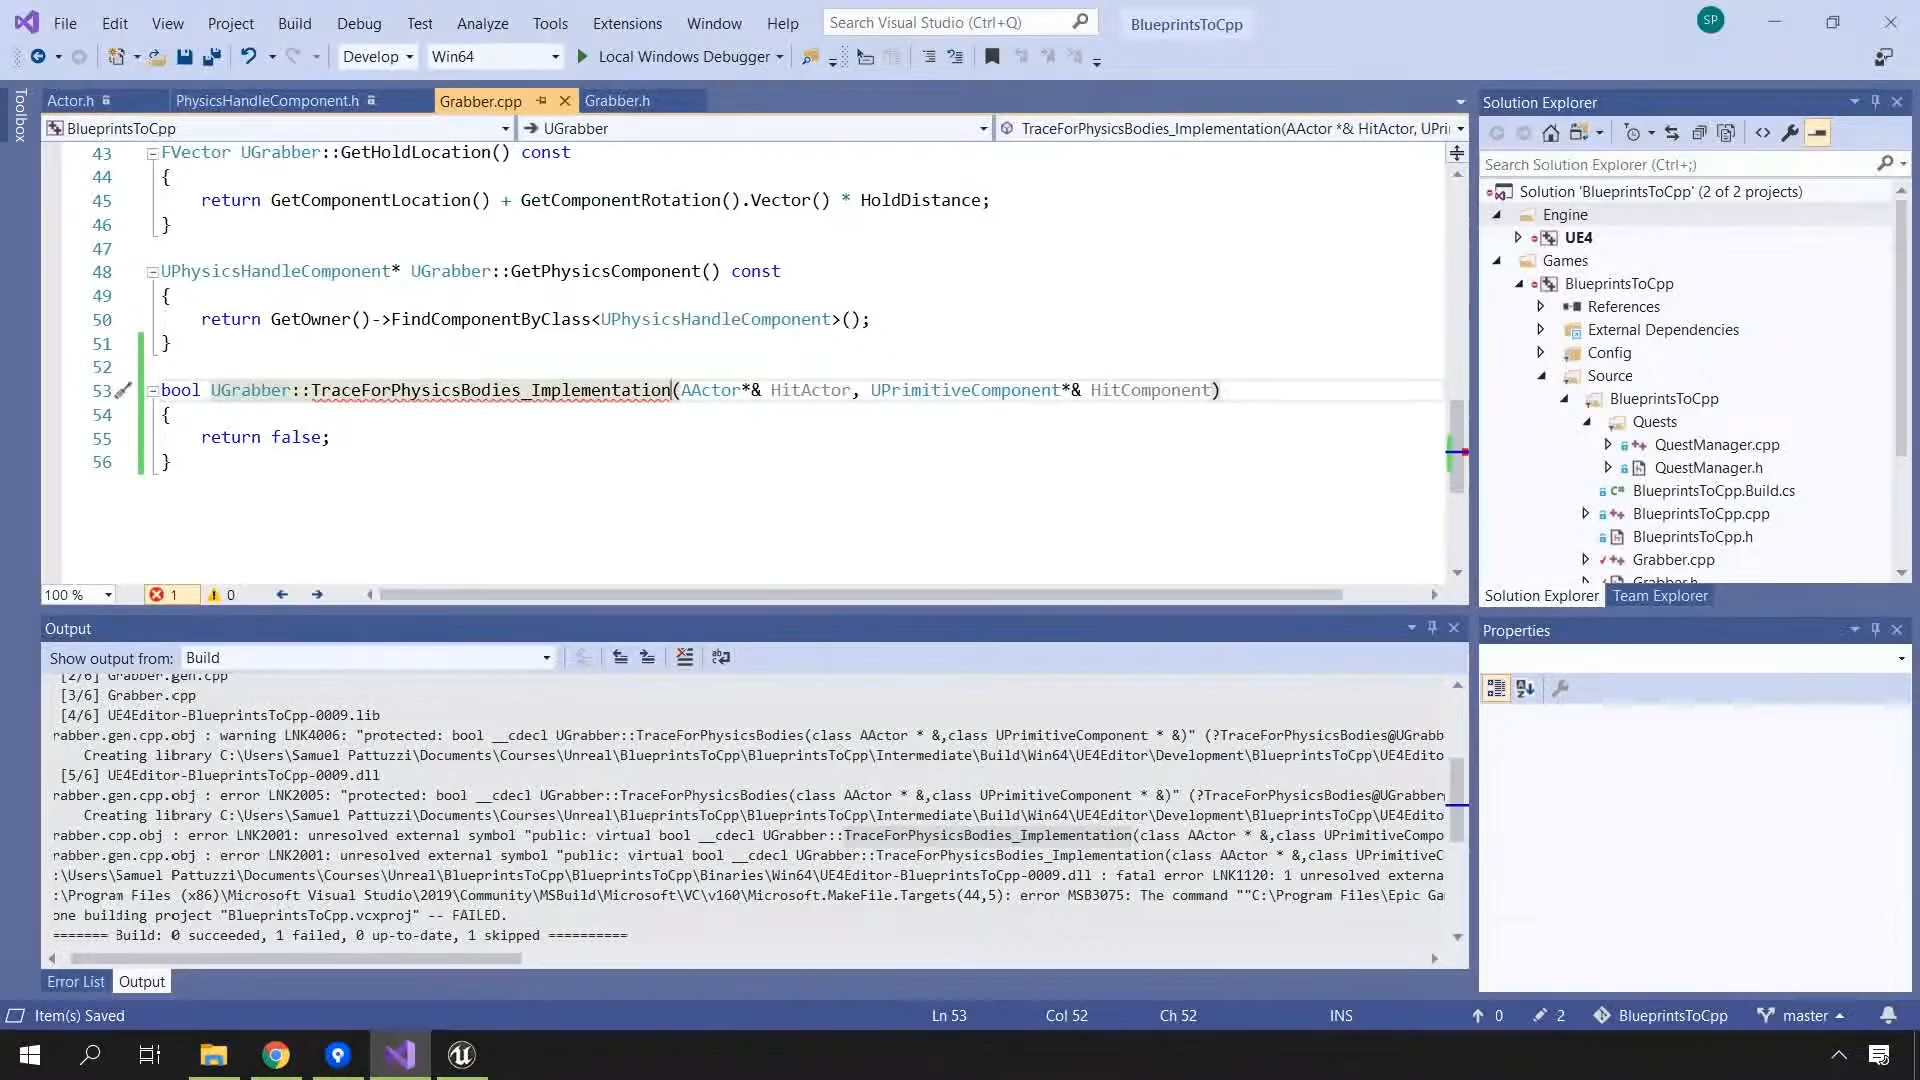 File Edit View Project Build Debug Test Analyze Tools Extensions Window Help Search Visual Studio (Ctrl+Q) BlueprintsToCpp SP
Develop Win64 Local Windows Debugger
Toolbox
Actor.h PhysicsHandleComponent.h Grabber.cpp Grabber.h
BlueprintsToCpp UGrabber TraceForPhysicsBodies_Implementation(AActor *& HitActor, UPri
43 FVector UGrabber::GetHoldLocation() const
44 {
45 return GetComponentLocation() + GetComponentRotation().Vector() * HoldDistance;
46 }
47
48 UPhysicsHandleComponent* UGrabber::GetPhysicsComponent() const
49 {
50 return GetOwner()->FindComponentByClass<UPhysicsHandleComponent>();
51 }
52
53 bool UGrabber::TraceForPhysicsBodies_Implementation(AActor*& HitActor, UPrimitiveComponent*& HitComponent)
54 {
55 return false;
56 }
100 % 1 0
Output
Show output from: Build
[2/6] Grabber.gen.cpp
[3/6] Grabber.cpp
[4/6] UE4Editor-BlueprintsToCpp-0009.lib
rabber.gen.cpp.obj : warning LNK4006: "protected: bool __cdecl UGrabber::TraceForPhysicsBodies(class AActor * &,class UPrimitiveComponent * &)" (?TraceForPhysicsBodies@UGrabb
Creating library C:\Users\Samuel Pattuzzi\Documents\Courses\Unreal\BlueprintsToCpp\BlueprintsToCpp\Intermediate\Build\Win64\UE4Editor\Development\BlueprintsToCpp\UE4Edito
[5/6] UE4Editor-BlueprintsToCpp-0009.dll
rabber.gen.cpp.obj : error LNK2005: "protected: bool __cdecl UGrabber::TraceForPhysicsBodies(class AActor * &,class UPrimitiveComponent * &)" (?TraceForPhysicsBodies@UGrabber
Creating library C:\Users\Samuel Pattuzzi\Documents\Courses\Unreal\BlueprintsToCpp\BlueprintsToCpp\Intermediate\Build\Win64\UE4Editor\Development\BlueprintsToCpp\UE4Edito
rabber.cpp.obj : error LNK2001: unresolved external symbol "public: virtual bool __cdecl UGrabber::TraceForPhysicsBodies_Implementation(class AActor * &,class UPrimitiveCompo
rabber.gen.cpp.obj : error LNK2001: unresolved external symbol "public: virtual bool __cdecl UGrabber::TraceForPhysicsBodies_Implementation(class AActor * &,class UPrimitiveC
:\Users\Samuel Pattuzzi\Documents\Courses\Unreal\BlueprintsToCpp\BlueprintsToCpp\Binaries\Win64\UE4Editor-BlueprintsToCpp-0009.dll : fatal error LNK1120: 1 unresolved externa
:\Program Files (x86)\Microsoft Visual Studio\2019\Community\MSBuild\Microsoft\VC\v160\Microsoft.MakeFile.Targets(44,5): error MSB3075: The command ""C:\Program Files\Epic Ga
one building project "BlueprintsToCpp.vcxproj" -- FAILED.
======= Build: 0 succeeded, 1 failed, 0 up-to-date, 1 skipped ==========
Error List Output
Solution Explorer
Search Solution Explorer (Ctrl+;)
Solution 'BlueprintsToCpp' (2 of 2 projects)
Engine
UE4
Games
BlueprintsToCpp
References
External Dependencies
Config
Source
BlueprintsToCpp
Quests
QuestManager.cpp
QuestManager.h
BlueprintsToCpp.Build.cs
BlueprintsToCpp.cpp
BlueprintsToCpp.h
Grabber.cpp
Grabber.h
Solution Explorer Team Explorer
Properties
Item(s) Saved Ln 53 Col 52 Ch 52 INS 0 2 BlueprintsToCpp master